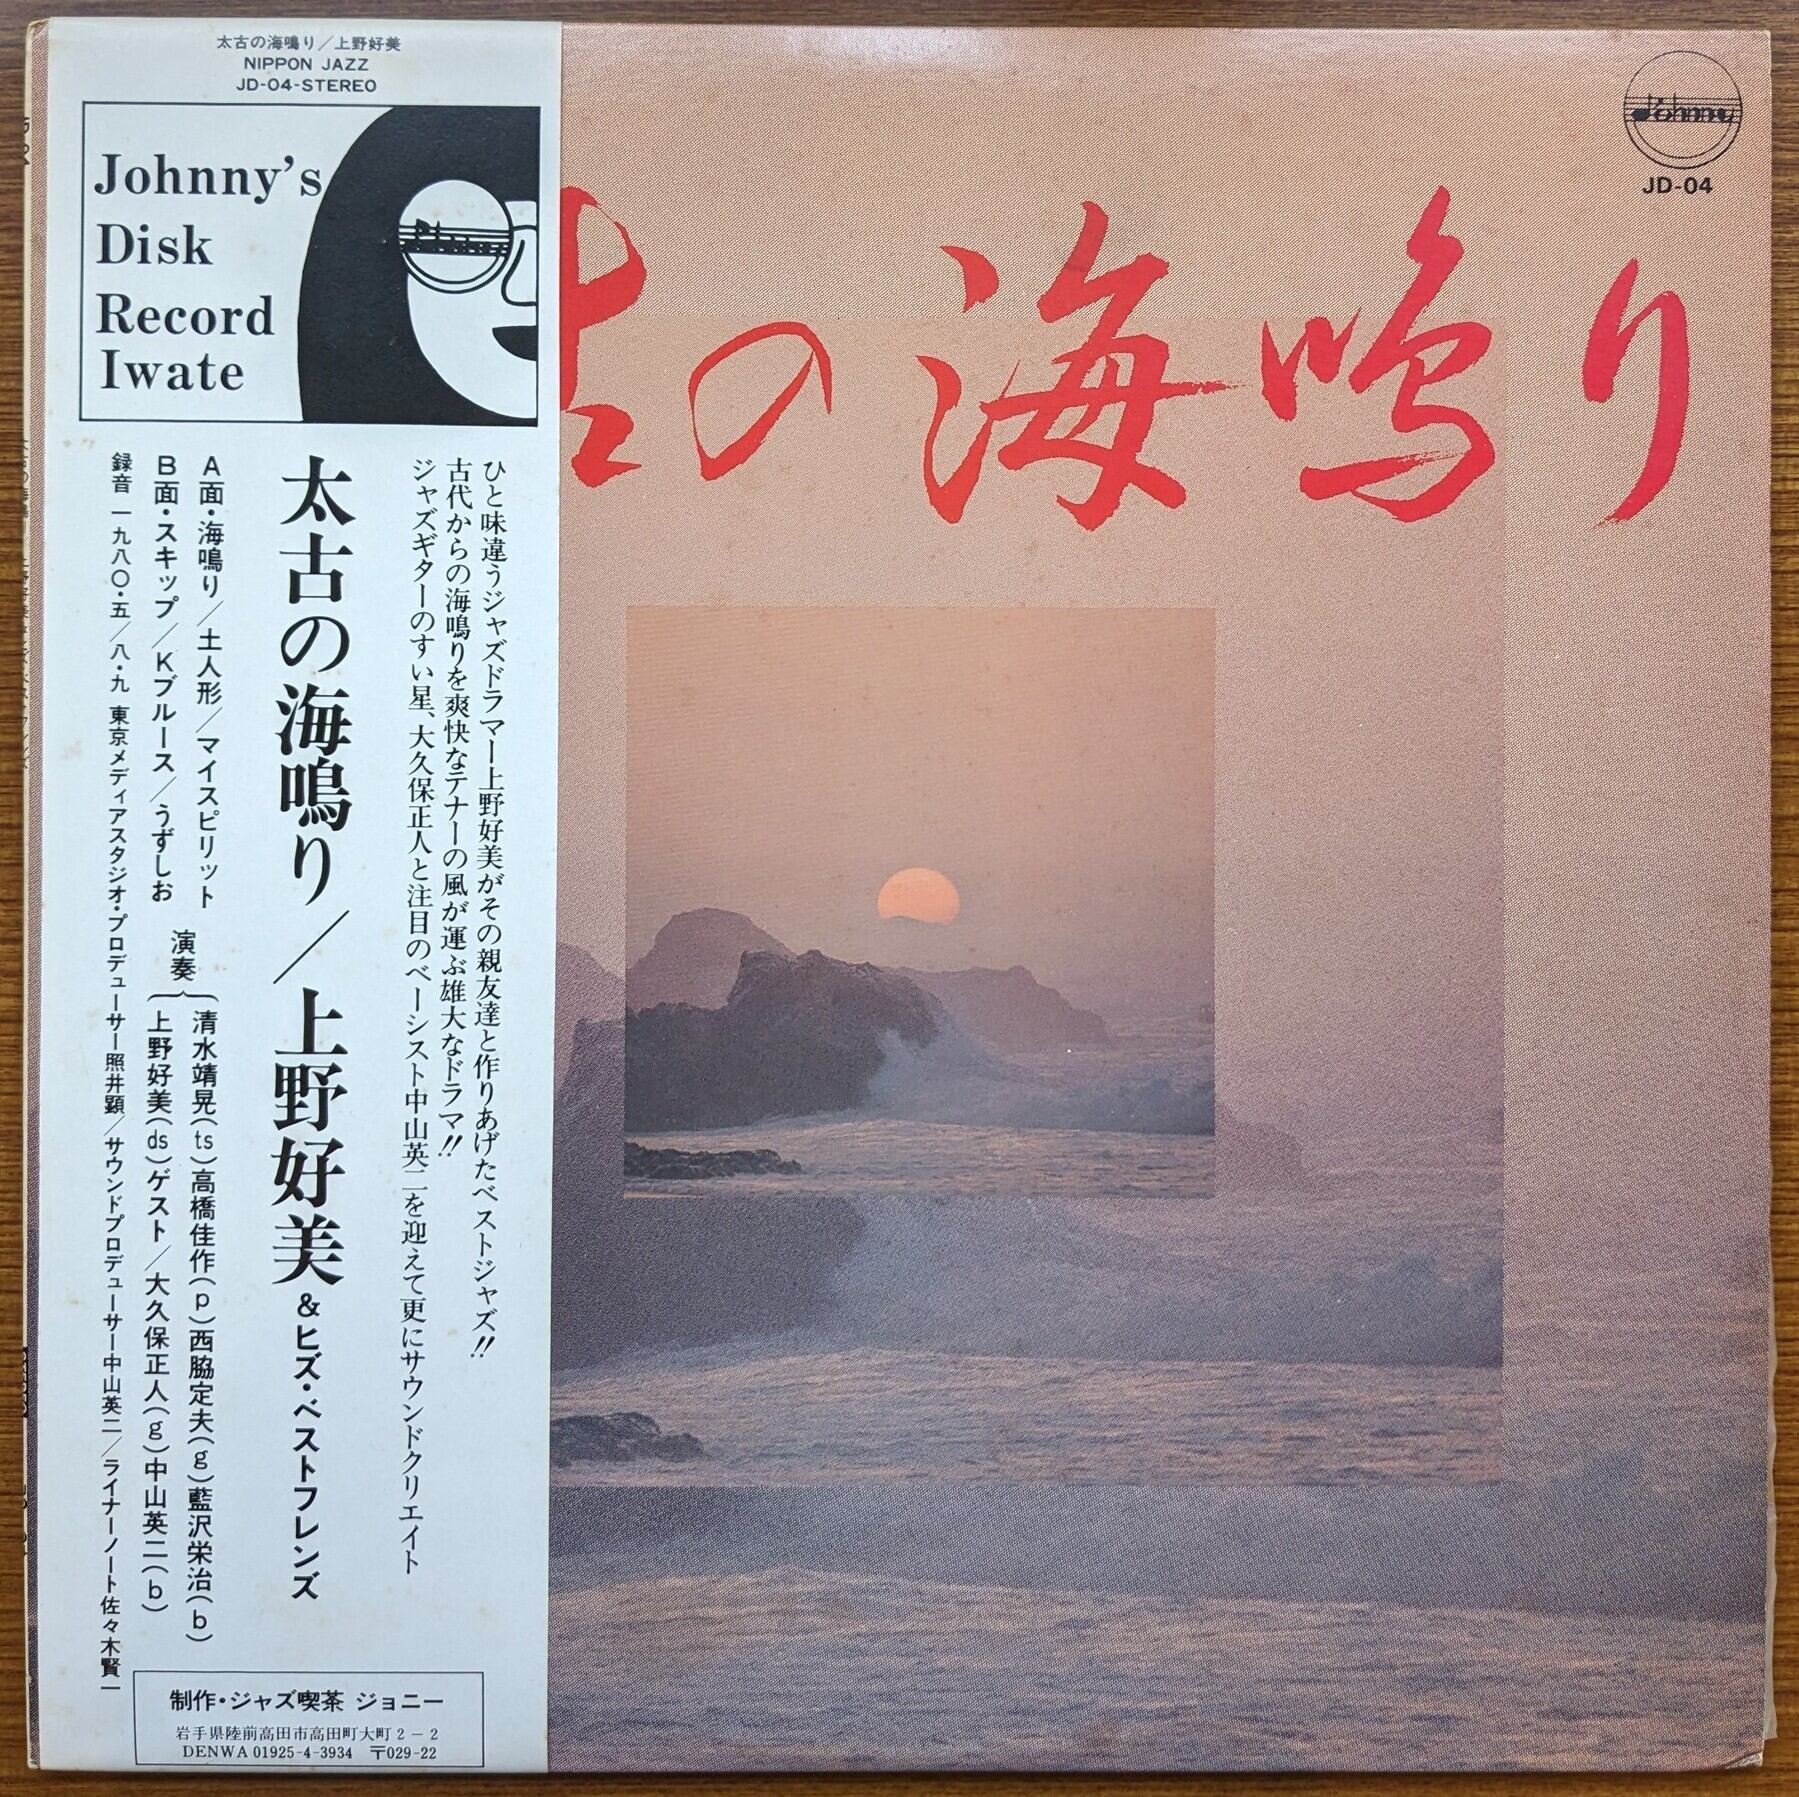 太古の海鳴り/上野好美
NIPPON JAZZ
JD-04-STEREO
Johnny's
Disk
Record
Iwate
ひと味違うジャズドラマー上野好美がその親友達と作りあげたベストジャズ!!
古代からの海鳴りを爽快なテナーの風が運ぶ雄大なドラマ!!
ジャズギターのすい星、大久保正人と注目のベーシスト中山英二を迎えて更にサウンドクリエイト
太古の海鳴り/上野好美&ヒズ・ベストフレンズ
A面・海鳴り/土人形/マイスピリット
B面・スキップ/Kブルース/うずしお
演奏
清水靖晃(ts)高橋佳作(p)西脇定夫(g)藍沢栄治(b)
上野好美(ds)ゲスト/大久保正人(g)中山英二(b)
録音 一九八〇・五/八・九 東京メディアスタジオ・プロデューサー照井顕/サウンドプロデューサー中山英二/ライナーノート佐々木賢一
制作・ジャズ喫茶 ジョニー
岩手県陸前高田市高田町大町2-2
DENWA 01925-4-3934 〒029-22
Johnny
JD-04
古の海鳴り